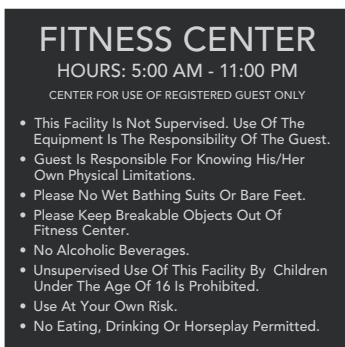 FITNESS CENTER
HOURS: 5:00 AM - 11:00 PM
CENTER FOR USE OF REGISTERED GUEST ONLY
• This Facility Is Not Supervised. Use Of The
Equipment Is The Responsibility Of The Guest.
• Guest Is Responsible For Knowing His/Her
Own Physical Limitations.
• Please No Wet Bathing Suits Or Bare Feet.
• Please Keep Breakable Objects Out Of
Fitness Center.
• No Alcoholic Beverages.
• Unsupervised Use Of This Facility By Children
Under The Age Of 16 Is Prohibited.
• Use At Your Own Risk.
• No Eating, Drinking Or Horseplay Permitted.